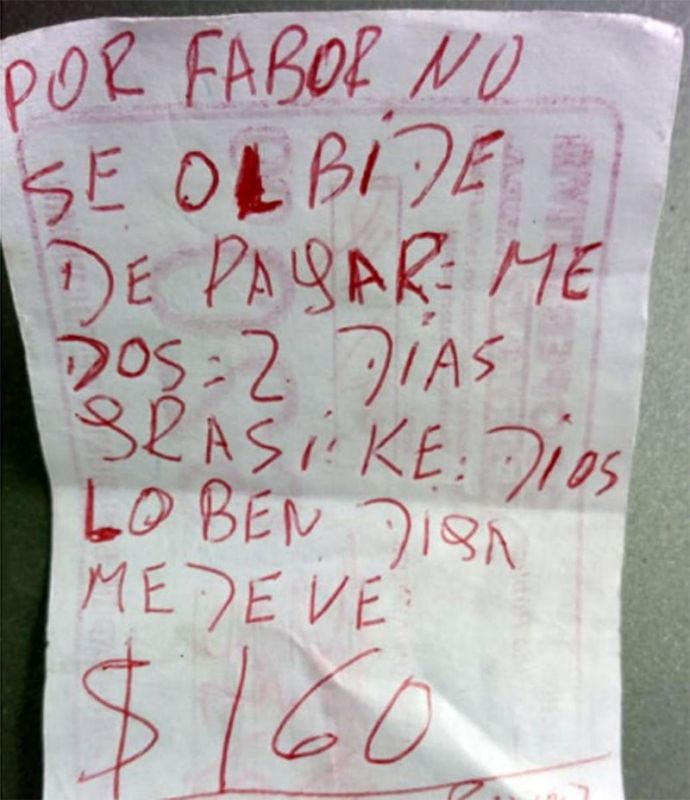 POR FABOR NO
SE OLBIDE
DE PAGAR: ME
DOS=2 DIAS
GRASI: KE: DIOS
LO BEN DIGA
ME DEVE
$160